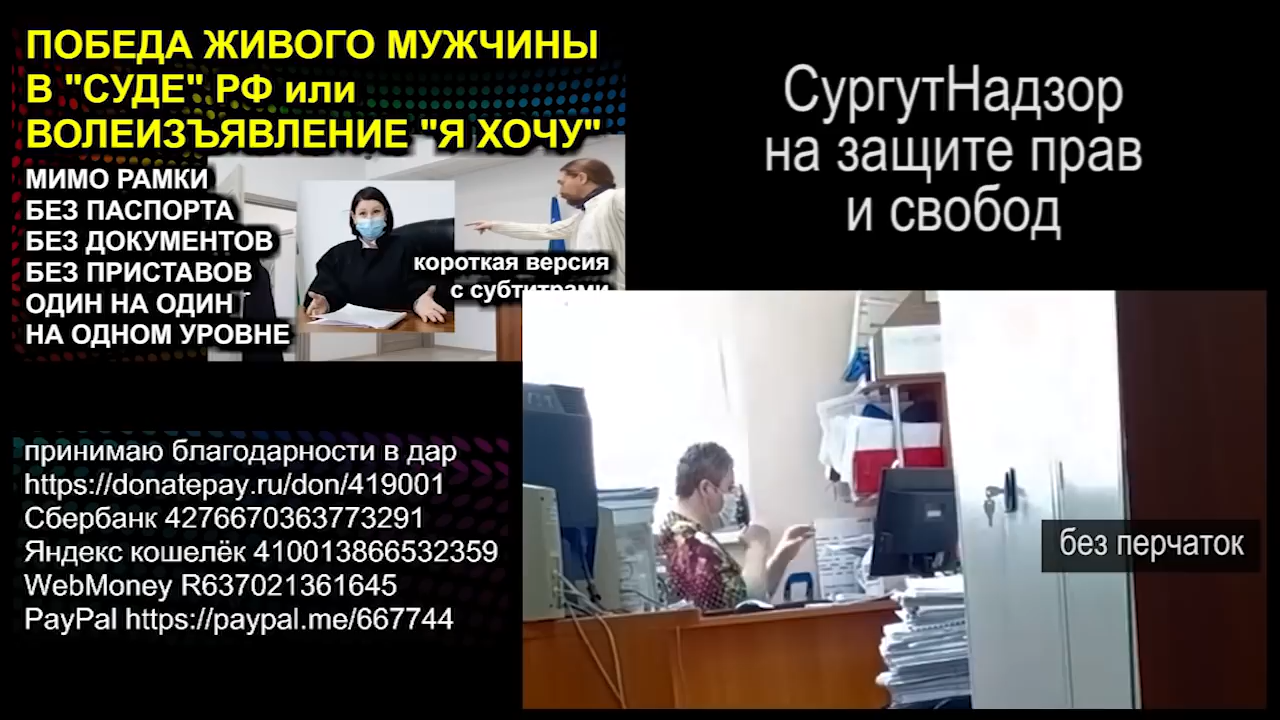 ПОБЕДА ЖИВОГО МУЖЧИНЫ
В "СУДЕ" РФ или
ВОЛЕИЗЪЯВЛЕНИЕ "Я ХОЧУ"
МИМО РАМКИ
БЕЗ ПАСПОРТА
БЕЗ ДОКУМЕНТОВ
БЕЗ ПРИСТАВОВ
ОДИН НА ОДИН
НА ОДНОМ УРОВНЕ
короткая версия
с субтитрами
СургутНадзор
на защите прав
и свобод
без перчаток
принимаю благодарности в дар
https://donatepay.ru/don/419001
Сбербанк 4276670363773291
Яндекс кошелёк 410013866532359
WebMoney R637021361645
PayPal https://paypal.me/667744